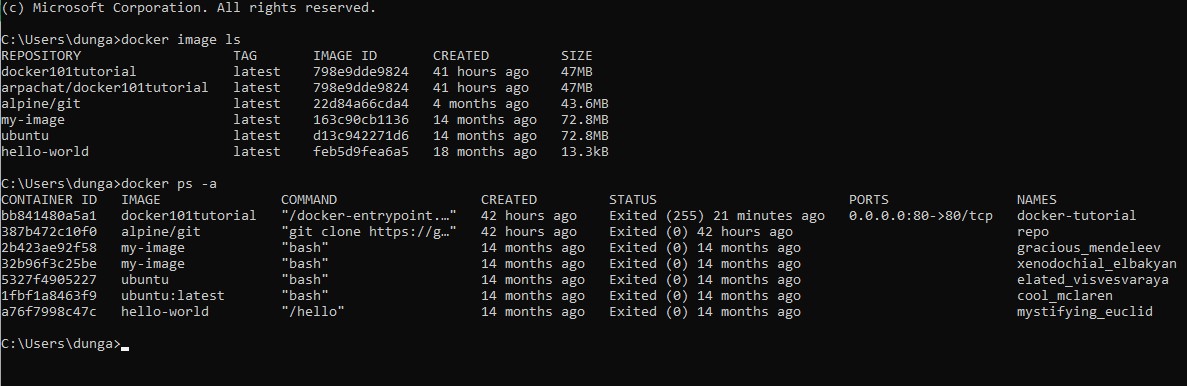 (c) Microsoft Corporation. All rights reserved.
C:\Users\dunga>docker image ls
REPOSITORY TAG IMAGE ID CREATED SIZE
docker101tutorial latest 798e9dde9824 41 hours ago 47MB
arpachat/docker101tutorial latest 798e9dde9824 41 hours ago 47MB
alpine/git latest 22d84a66cda4 4 months ago 43.6MB
my-image latest 163c90cb1136 14 months ago 72.8MB
ubuntu latest d13c942271d6 14 months ago 72.8MB
hello-world latest feb5d9fea6a5 18 months ago 13.3kB
C:\Users\dunga>docker ps -a
CONTAINER ID IMAGE COMMAND CREATED STATUS PORTS NAMES
bb841480a5a1 docker101tutorial "/docker-entrypoint.…" 42 hours ago Exited (255) 21 minutes ago 0.0.0.0:80->80/tcp docker-tutorial
387b472c10f0 alpine/git "git clone https://g…" 42 hours ago Exited (0) 42 hours ago repo
2b423ae92f58 my-image "bash" 14 months ago Exited (0) 14 months ago gracious_mendeleev
32b96f3c25be my-image "bash" 14 months ago Exited (0) 14 months ago xenodochial_elbakyan
5327f4905227 ubuntu "bash" 14 months ago Exited (0) 14 months ago elated_visvesvaraya
1fbf1a8463f9 ubuntu:latest "bash" 14 months ago Exited (0) 14 months ago cool_mclaren
a76f7998c47c hello-world "/hello" 14 months ago Exited (0) 14 months ago mystifying_euclid
C:\Users\dunga>